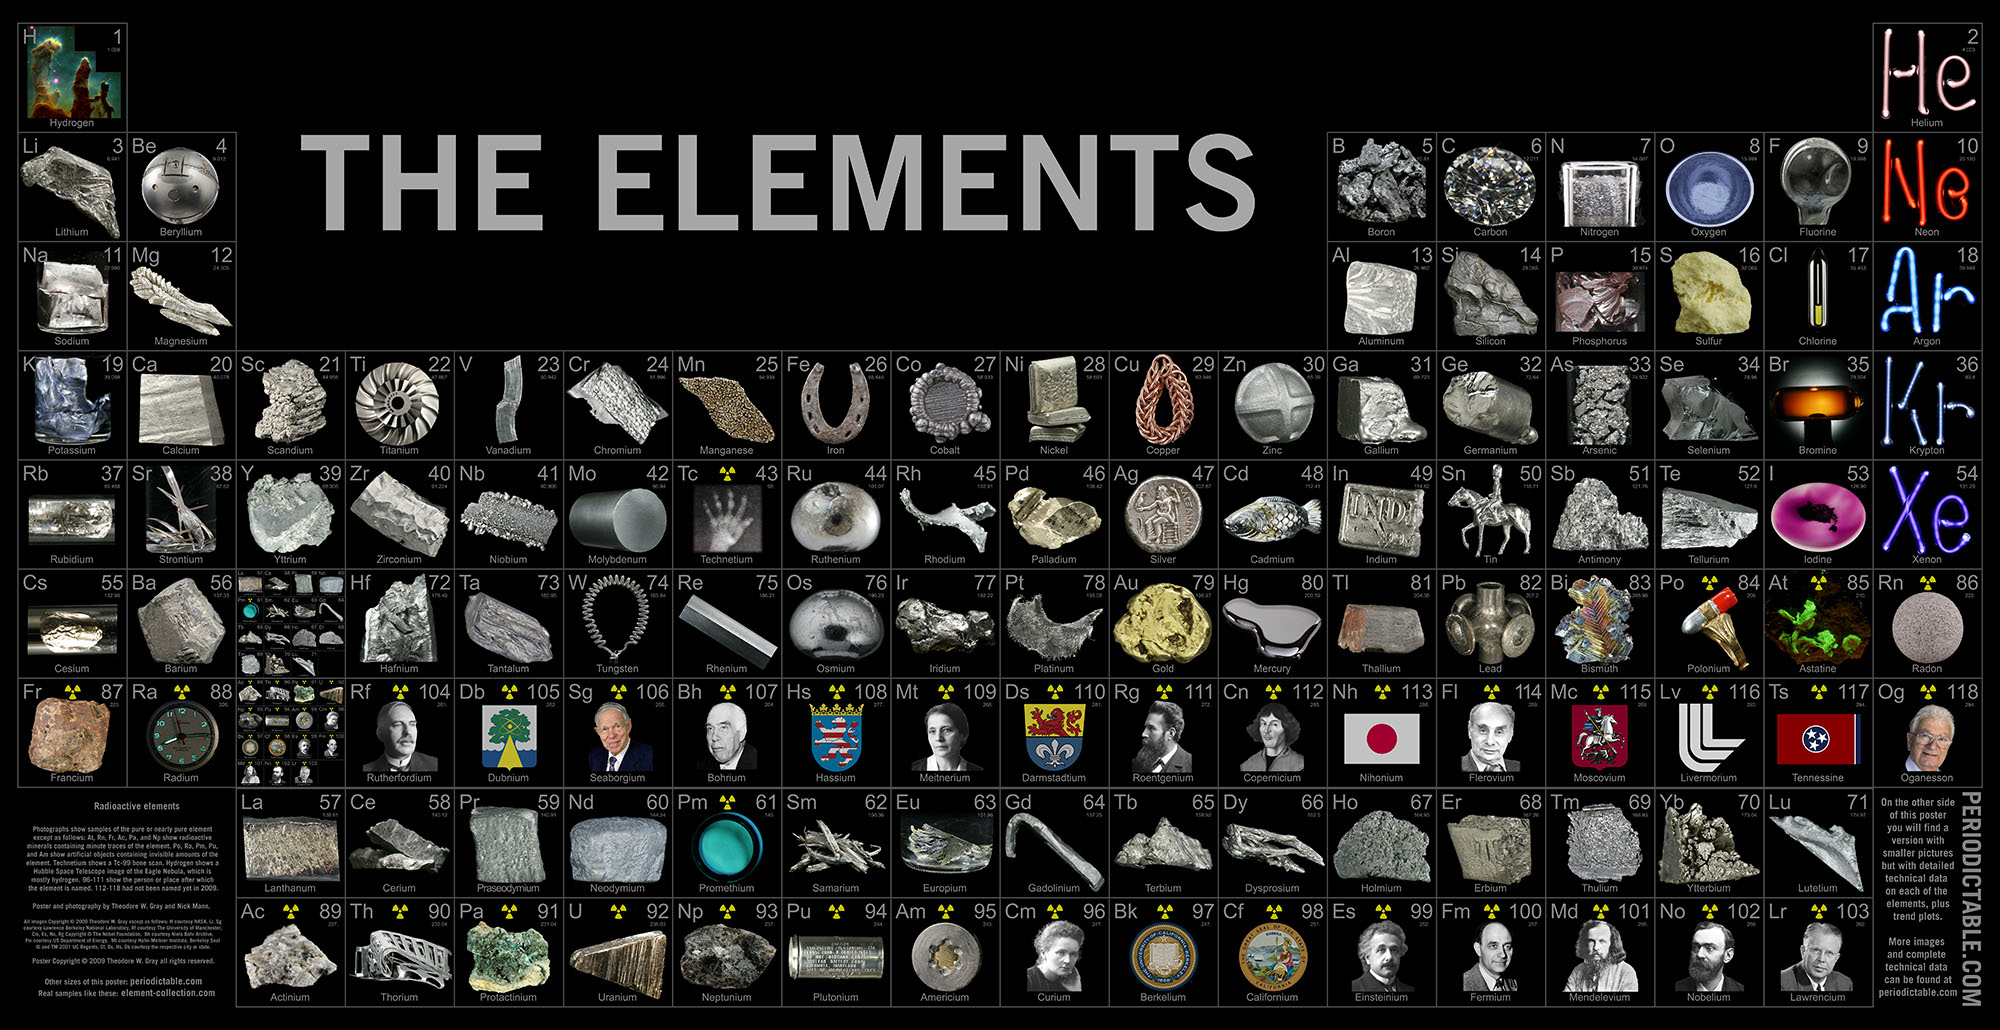 H 1
Hydrogen
He 2
Helium
THE ELEMENTS
Li 3 Be 4 B 5 C 6 N 7 O 8 F 9 10
Lithium Beryllium Boron Carbon Nitrogen Oxygen Fluorine Ne Neon
Na 11 Mg 12 Al 13 Si 14 P 15 S 16 Cl 17 18
Sodium Magnesium Aluminum Silicon Phosphorus Sulfur Chlorine Ar Argon
K 19 Ca 20 Sc 21 Ti 22 V 23 Cr 24 Mn 25 Fe 26 Co 27 Ni 28 Cu 29 Zn 30 Ga 31 Ge 32 As 33 Se 34 Br 35 Kr 36
Potassium Calcium Scandium Titanium Vanadium Chromium Manganese Iron Cobalt Nickel Copper Zinc Gallium Germanium Arsenic Selenium Bromine Krypton
Rb 37 Sr 38 Y 39 Zr 40 Nb 41 Mo 42 Tc 43 Ru 44 Rh 45 Pd 46 Ag 47 Cd 48 In 49 Sn 50 Sb 51 Te 52 I 53 Xe 54
Rubidium Strontium Yttrium Zirconium Niobium Molybdenum Technetium Ruthenium Rhodium Palladium Silver Cadmium Indium Tin Antimony Tellurium Iodine Xenon
Cs 55 Ba 56 Hf 72 Ta 73 W 74 Re 75 Os 76 Ir 77 Pt 78 Au 79 Hg 80 Tl 81 Pb 82 Bi 83 Po 84 At 85 Rn 86
Cesium Barium Hafnium Tantalum Tungsten Rhenium Osmium Iridium Platinum Gold Mercury Thallium Lead Bismuth Polonium Astatine Radon
Fr 87 Ra 88 Rf 104 Db 105 Sg 106 Bh 107 Hs 108 Mt 109 Ds 110 Rg 111 Cn 112 Nh 113 Fl 114 Mc 115 Lv 116 Ts 117 Og 118
Francium Radium Rutherfordium Dubnium Seaborgium Bohrium Hassium Meitnerium Darmstadtium Roentgenium Copernicium Nihonium Flerovium Moscovium Livermorium Tennessine Oganesson
La 57 Ce 58 Pr 59 Nd 60 Pm 61 Sm 62 Eu 63 Gd 64 Tb 65 Dy 66 Ho 67 Er 68 Tm 69 Yb 70 Lu 71
Lanthanum Cerium Praseodymium Neodymium Promethium Samarium Europium Gadolinium Terbium Dysprosium Holmium Erbium Thulium Ytterbium Lutetium
Ac 89 Th 90 Pa 91 U 92 Np 93 Pu 94 Am 95 Cm 96 Bk 97 Cf 98 Es 99 Fm 100 Md 101 No 102 Lr 103
Actinium Thorium Protactinium Uranium Neptunium Plutonium Americium Curium Berkelium Californium Einsteinium Fermium Mendelevium Nobelium Lawrencium
Radioactive elements
Photographs show samples of the pure or nearly pure element
except as follows: At, Rn, Fr, Ac, Pa, and Np show radioactive
minerals containing minute traces of the element. Po, Ra, Pm, Pu,
and Am show artificial objects containing invisible amounts of the
element. Technetium shows a Tc-99 bone scan. Hydrogen shows a
Hubble Space Telescope image of the Eagle Nebula, which is
mostly hydrogen. 96-111 show the person or place after which
the element is named. 112-118 had not been named yet in 2009.
Poster and photography by Theodore W. Gray and Nick Mann.
Poster Copyright © 2009 Theodore W. Gray all rights reserved.
Other sizes of this poster: periodictable.com
Real samples like these: element-collection.com
On the other side
of this poster
you will find a
version with
smaller pictures
but with detailed
technical data
on each of the
elements, plus
trend plots.
More images
and complete
technical data
can be found at
periodictable.com
PERIODICTABLE.COM